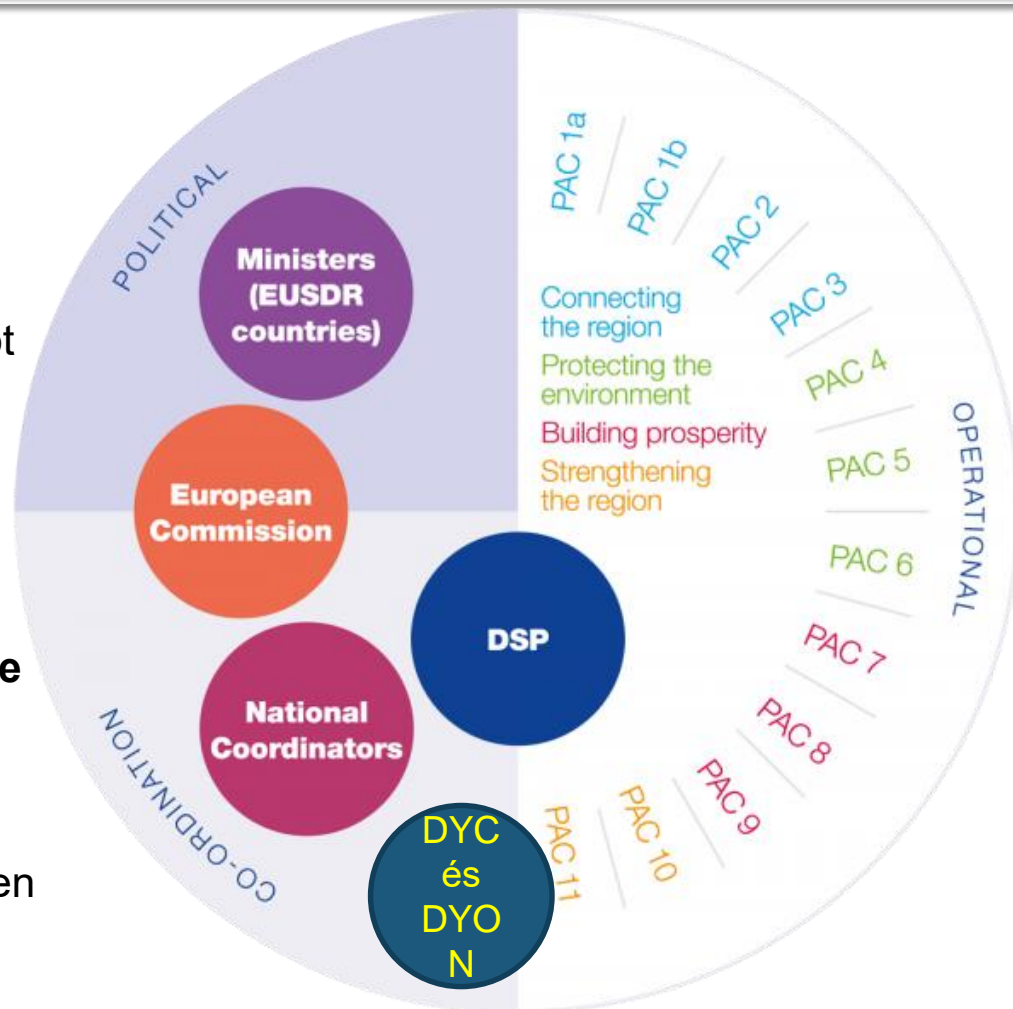 POLITICAL
Ministers
(EUSDR
countries)
European
Commission
National
Coordinators
CO-ORDINATION
DSP
DYC
és
DYO
N
Connecting
the region
Protecting the
environment
Building prosperity
Strengthening
the region
PAC 1a
PAC 1b
PAC 2
PAC 3
PAC 4
PAC 5
PAC 6
PAC 7
PAC 8
PAC 9
PAC 10
PAC 11
OPERATIONAL